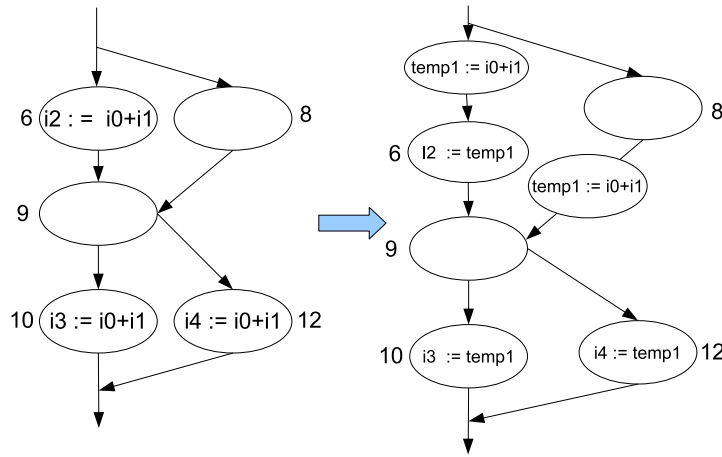 6
i2 : = i0+i1
8
9
10
i3 := i0+i1
i4 := i0+i1
12
temp1 := i0+i1
8
6
I2 := temp1
temp1 := i0+i1
9
10
i3 := temp1
i4 := temp1
12